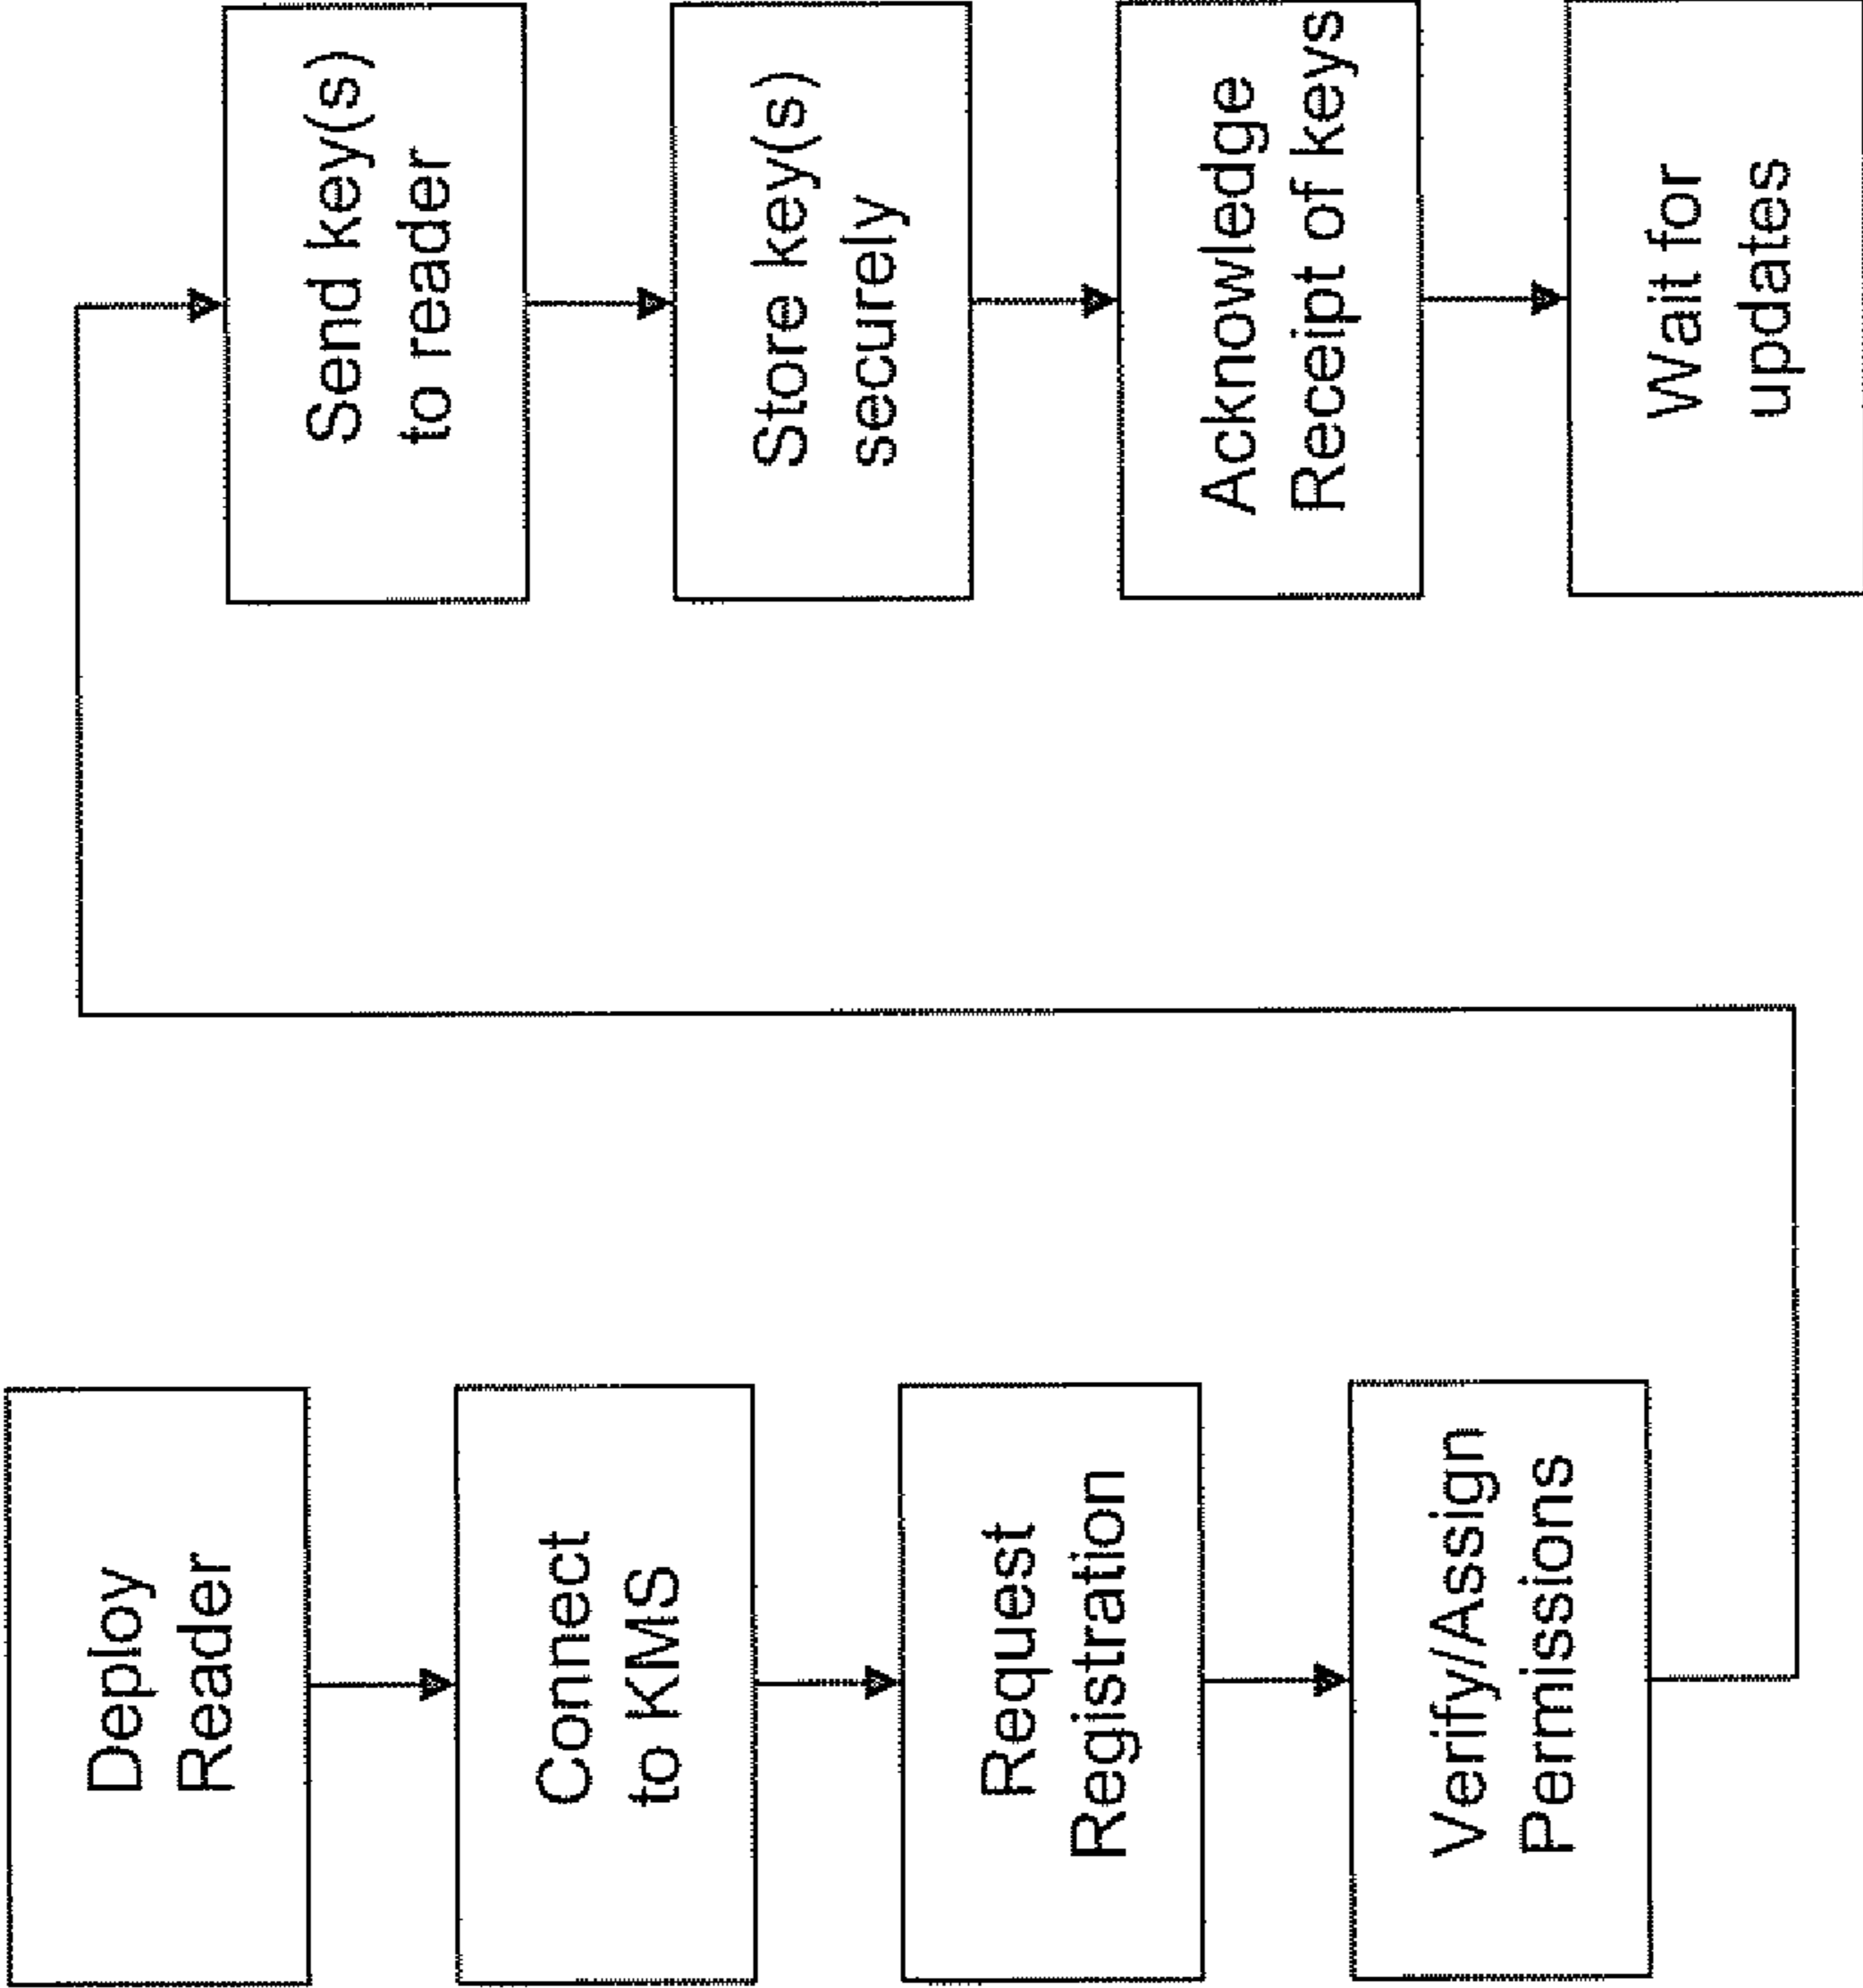 Deploy
Reader
Connect
to KMS
Request
Registration
Verify/Assign
Permissions
Send key(s)
to reader
Store key(s)
securely
Acknowledge
Receipt of keys
Wait for
updates